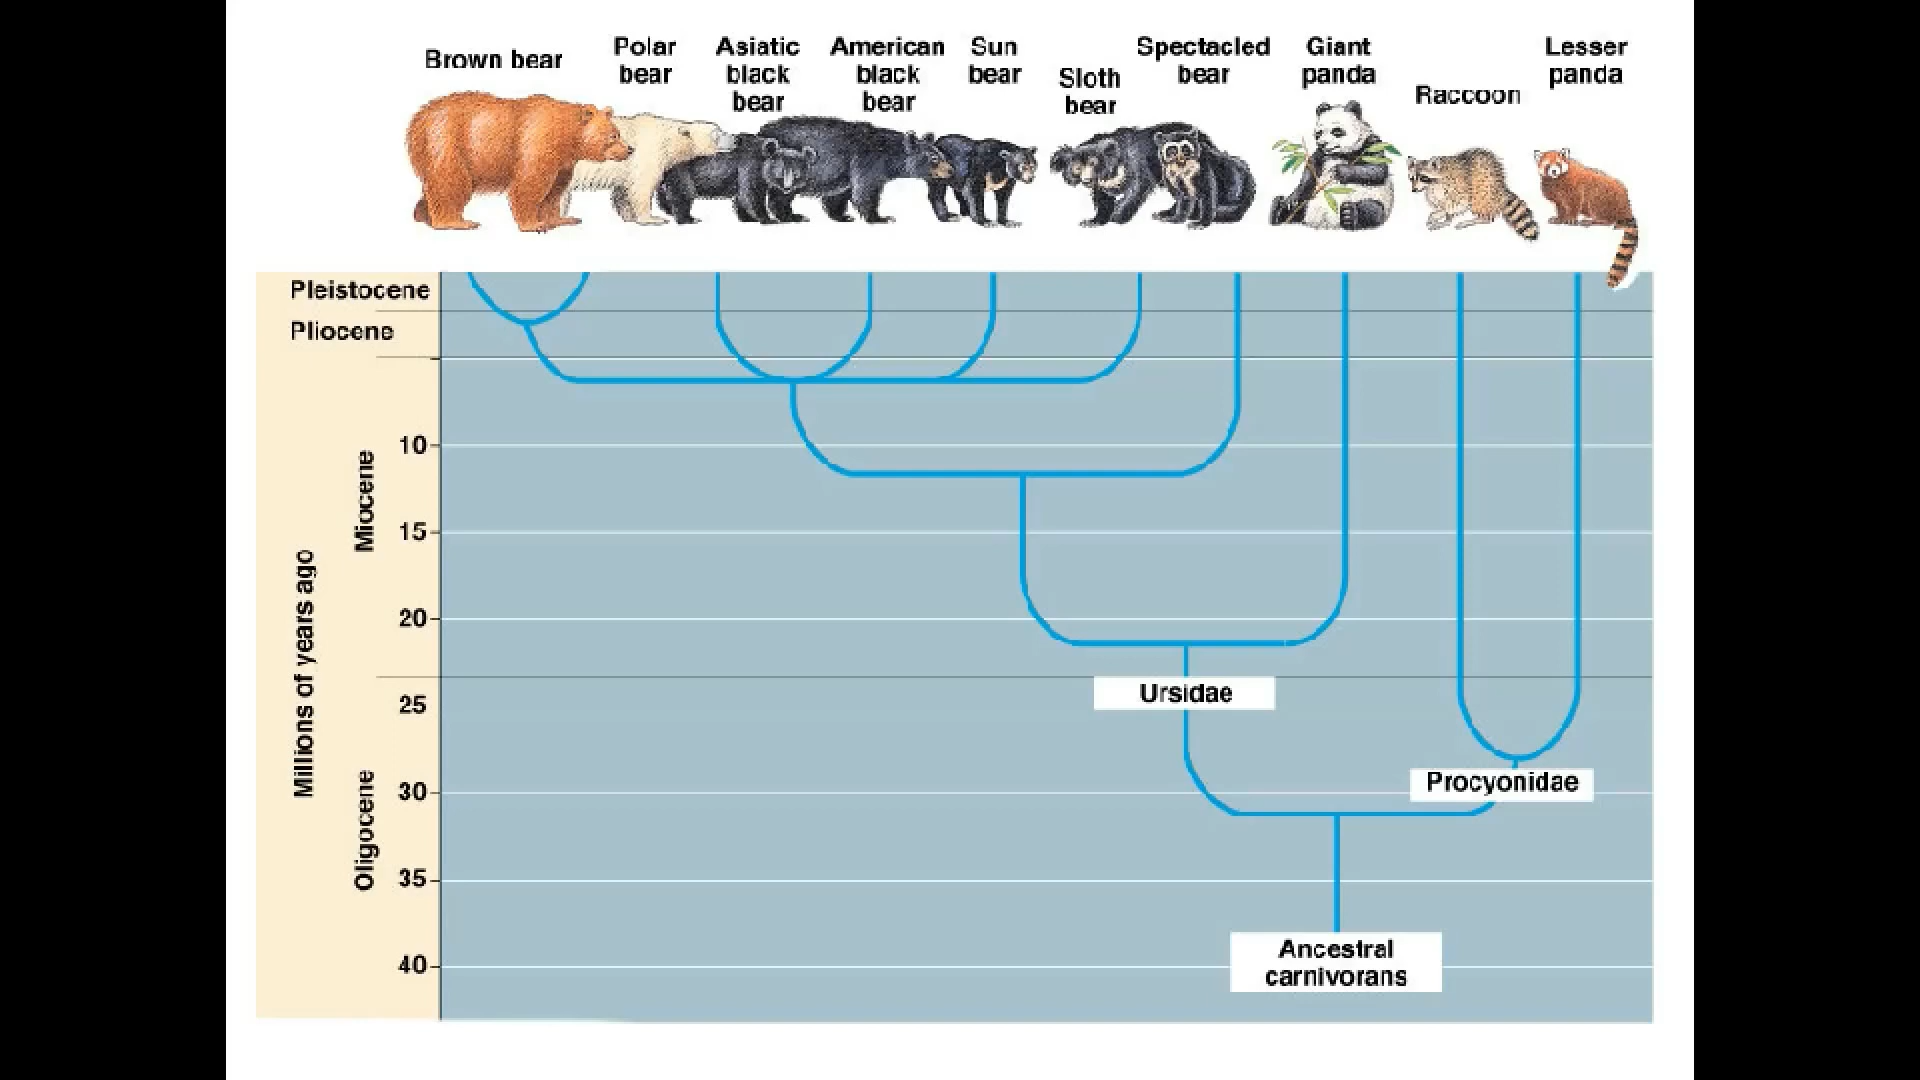 Brown bear
Polar
bear
Asiatic
black
bear
American
black
bear
Sun
bear
Sloth
bear
Spectacled
bear
Giant
panda
Raccoon
Lesser
panda
Pleistocene
Pliocene
Miocene
Oligocene
Millions of years ago
10
15
20
25
30
35
40
Ursidae
Procyonidae
Ancestral
carnivorans